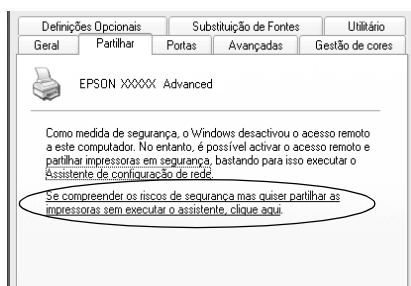 Definições Opcionais Substituição de Fontes Utilitário
Geral Partilhar Portas Avançadas Gestão de cores
EPSON XXXXX Advanced
Como medida de segurança, o Windows desactivou o acesso remoto
a este computador. No entanto, é possível activar o acesso remoto e
partilhar impressoras em segurança, bastando para isso executar o
Assistente de configuração de rede.
Se compreender os riscos de segurança mas quiser partilhar as
impressoras sem executar o assistente, clique aqui.